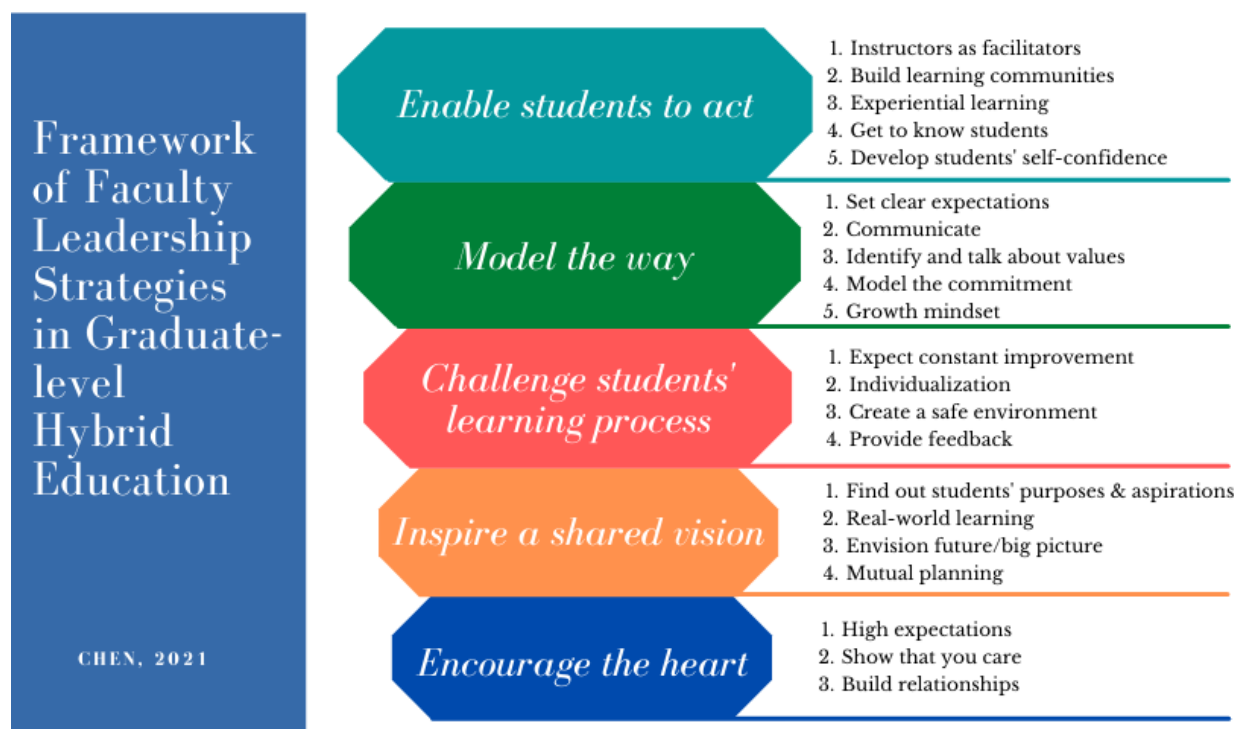 Framework
of Faculty
Leadership
Strategies
in Graduate-
level
Hybrid
Education
CHEN, 2021
Enable students to act
1. Instructors as facilitators
2. Build learning communities
3. Experiential learning
4. Get to know students
5. Develop students' self-confidence
Model the way
1. Set clear expectations
2. Communicate
3. Identify and talk about values
4. Model the commitment
5. Growth mindset
Challenge students'
learning process
1. Expect constant improvement
2. Individualization
3. Create a safe environment
4. Provide feedback
Inspire a shared vision
1. Find out students' purposes & aspirations
2. Real-world learning
3. Envision future/big picture
4. Mutual planning
Encourage the heart
1. High expectations
2. Show that you care
3. Build relationships